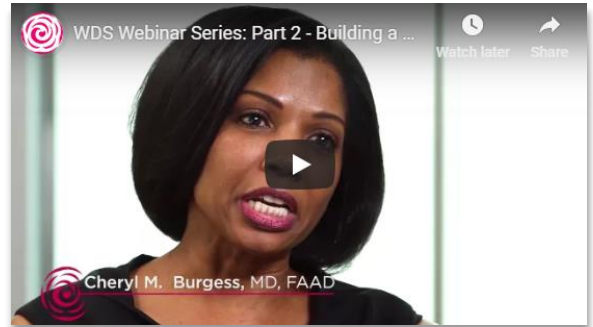 WDS Webinar Series: Part 2 - Building a ...
Watch later
Share
Cheryl M. Burgess, MD, FAAD